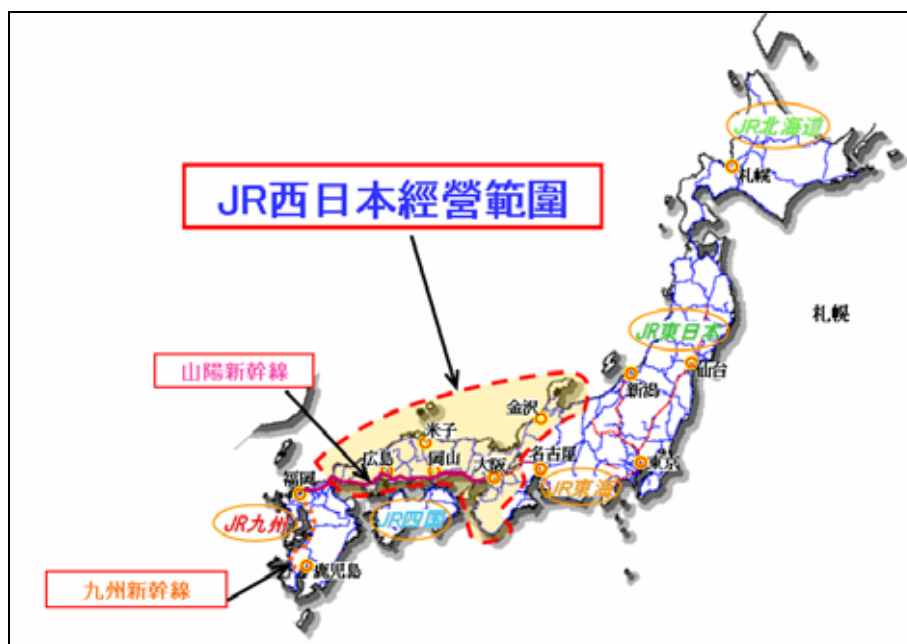 JR北海道
札幌
JR西日本經營範圍
札幌
JR東日本
仙台
新潟
山陽新幹線
金沢
米子
広島
岡山
大阪
名古屋
東京
福岡
JR東海
JR九州
JR四国
鹿児島
九州新幹線